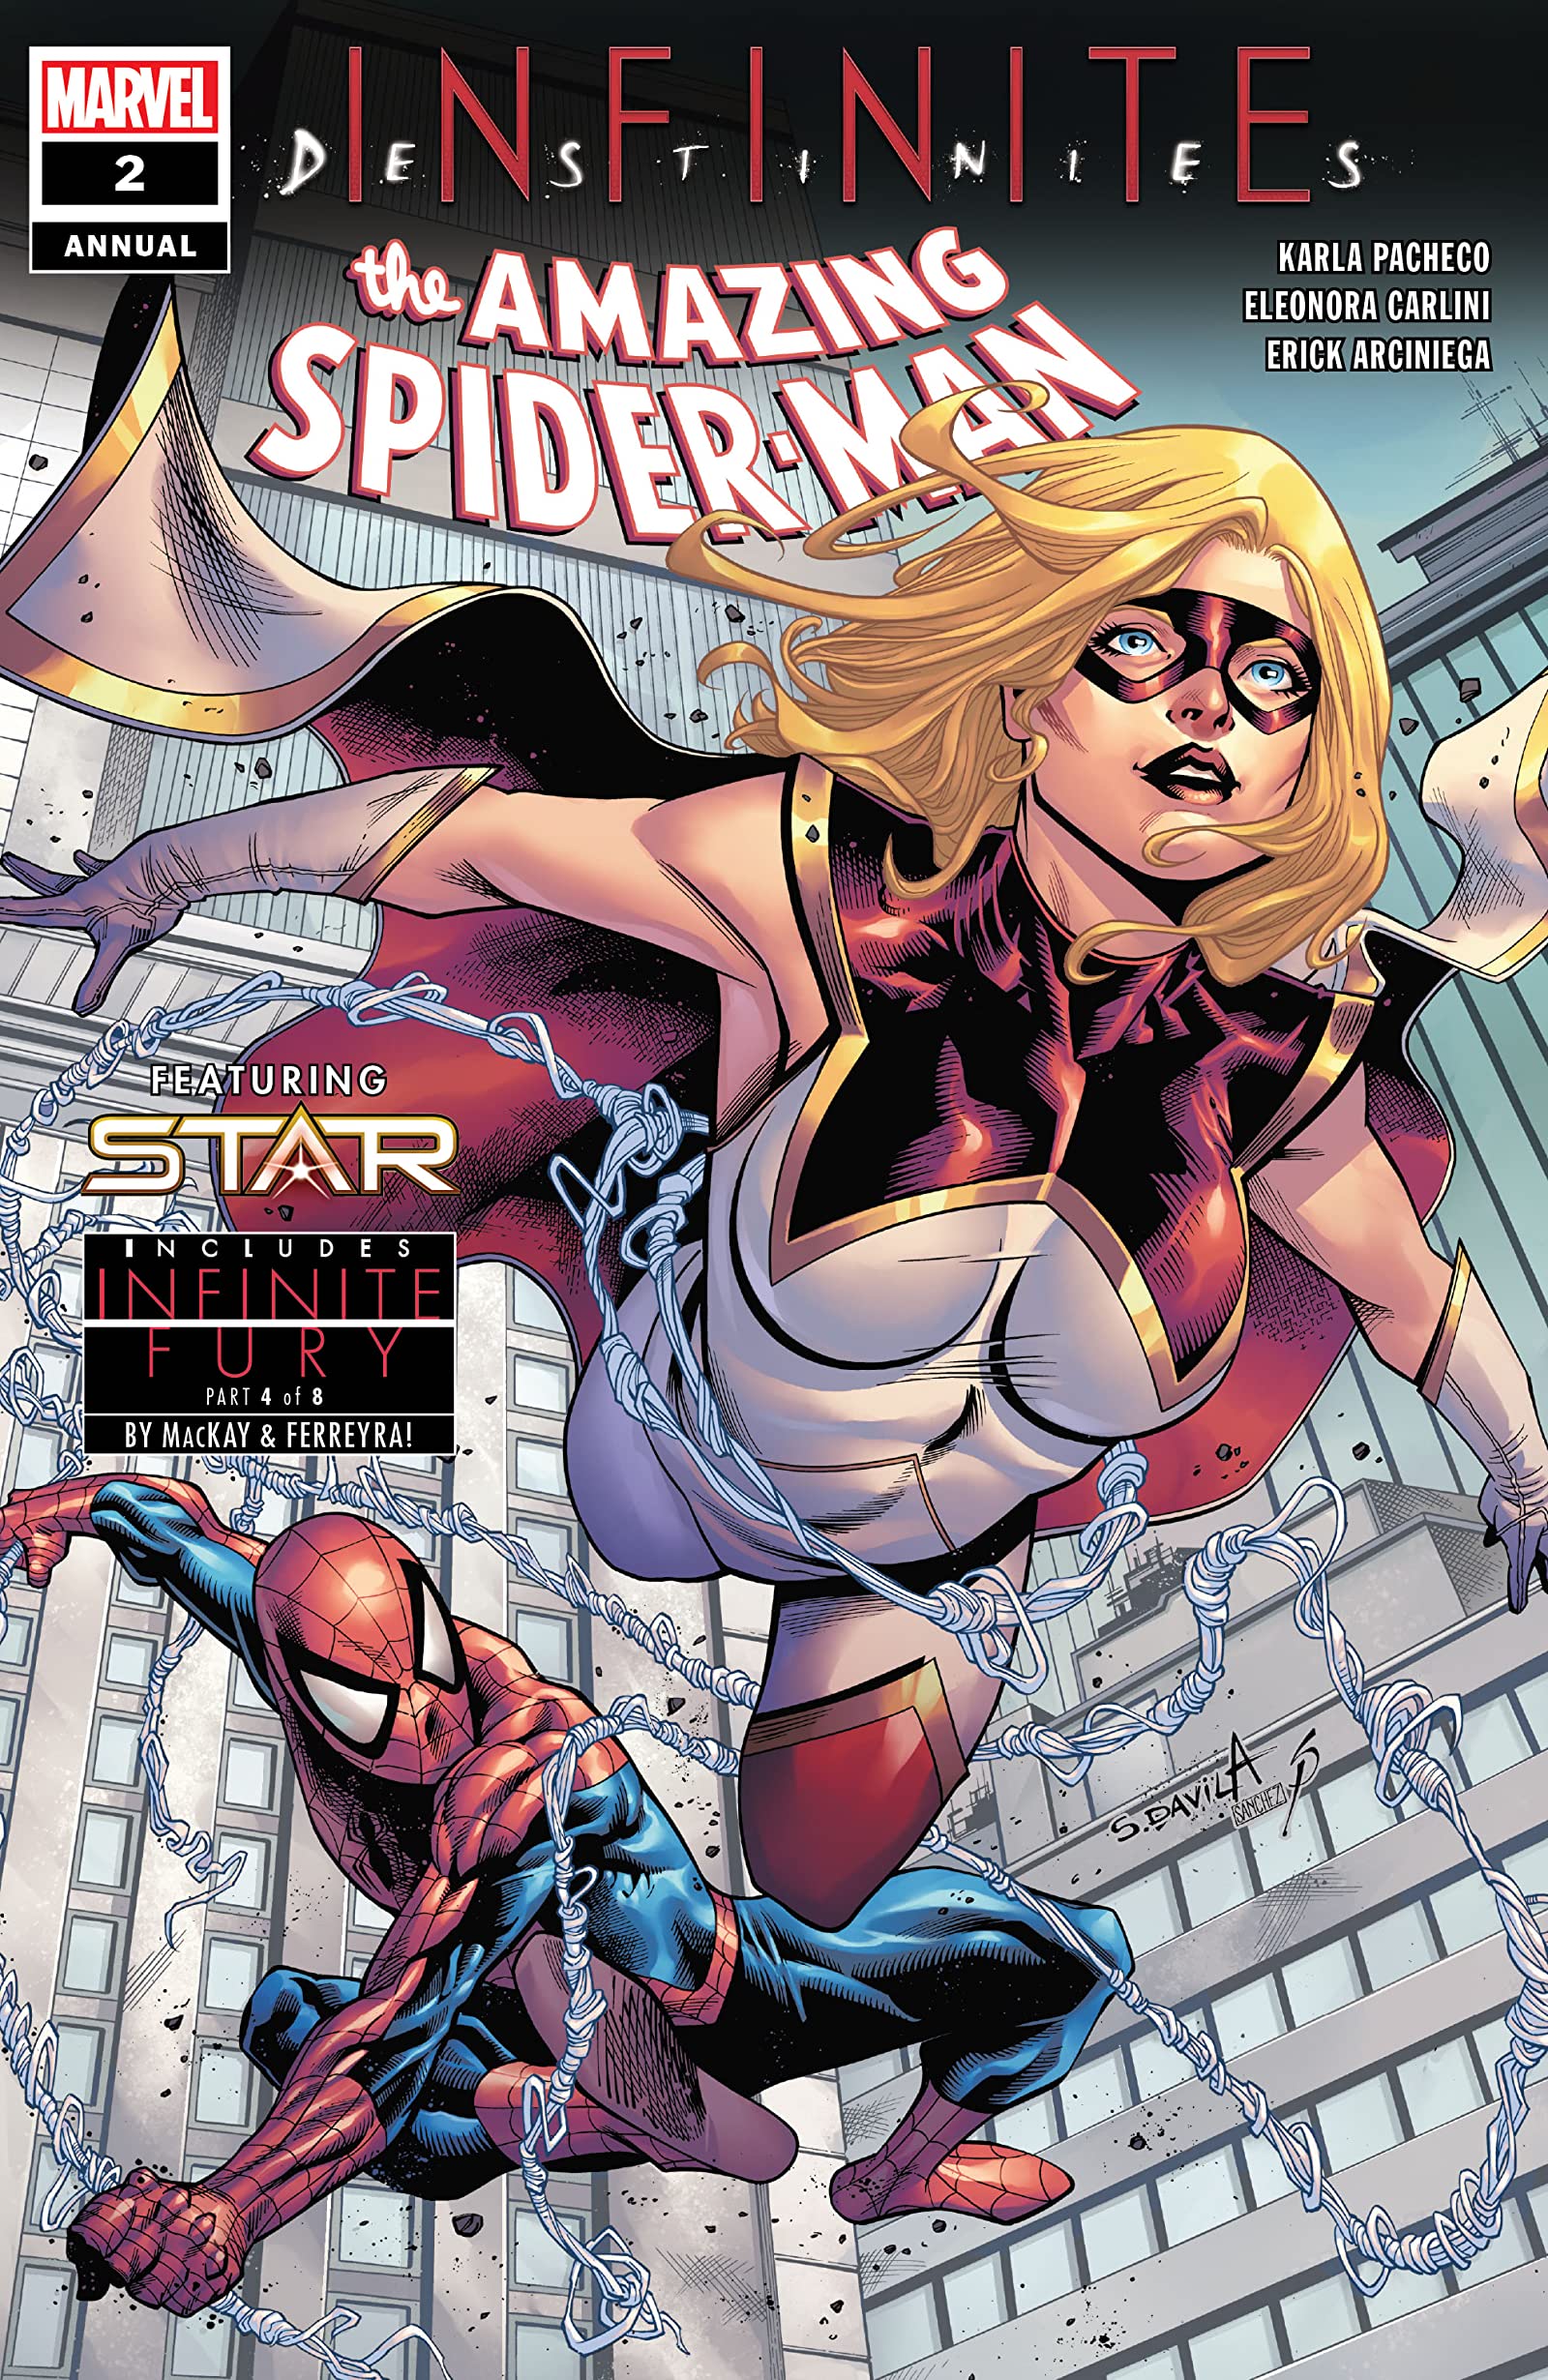 MARVEL
2
ANNUAL
INFINITE
DESTINIES
the AMAZING
SPIDER-MAN
KARLA PACHECO
ELEONORA CARLINI
ERICK ARCINIEGA
FEATURING
STAR
INCLUDES
INFINITE
FURY
PART 4 of 8
BY MACKAY & FERREYRA!
S. DAVILA
SANCHEZ